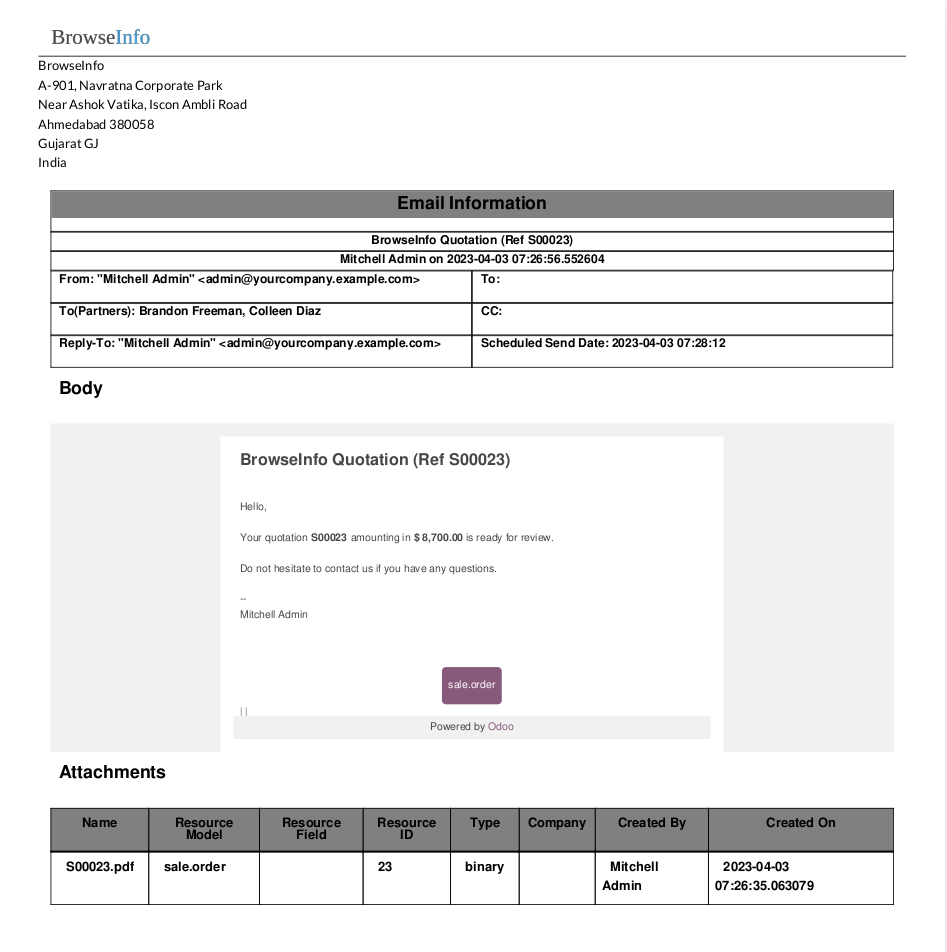 BrowseInfo
BrowseInfo
A-901, Navratna Corporate Park
Near Ashok Vatika, Iscon Ambli Road
Ahmedabad 380058
Gujarat GJ
India
Email Information
BrowseInfo Quotation (Ref S00023)
Mitchell Admin on 2023-04-03 07:26:56.552604
From: "Mitchell Admin" <admin@yourcompany.example.com>
To:
To(Partners): Brandon Freeman, Colleen Diaz
CC:
Reply-To: "Mitchell Admin" <admin@yourcompany.example.com>
Scheduled Send Date: 2023-04-03 07:28:12
Body
BrowseInfo Quotation (Ref S00023)
Hello,
Your quotation S00023 amounting in $ 8,700.00 is ready for review.
Do not hesitate to contact us if you have any questions.
--
Mitchell Admin
sale.order
| |
Powered by Odoo
Attachments
Name
Resource
Model
Resource
Field
Resource
ID
Type
Company
Created By
Created On
S00023.pdf
sale.order
23
binary
Mitchell
Admin
2023-04-03
07:26:35.063079